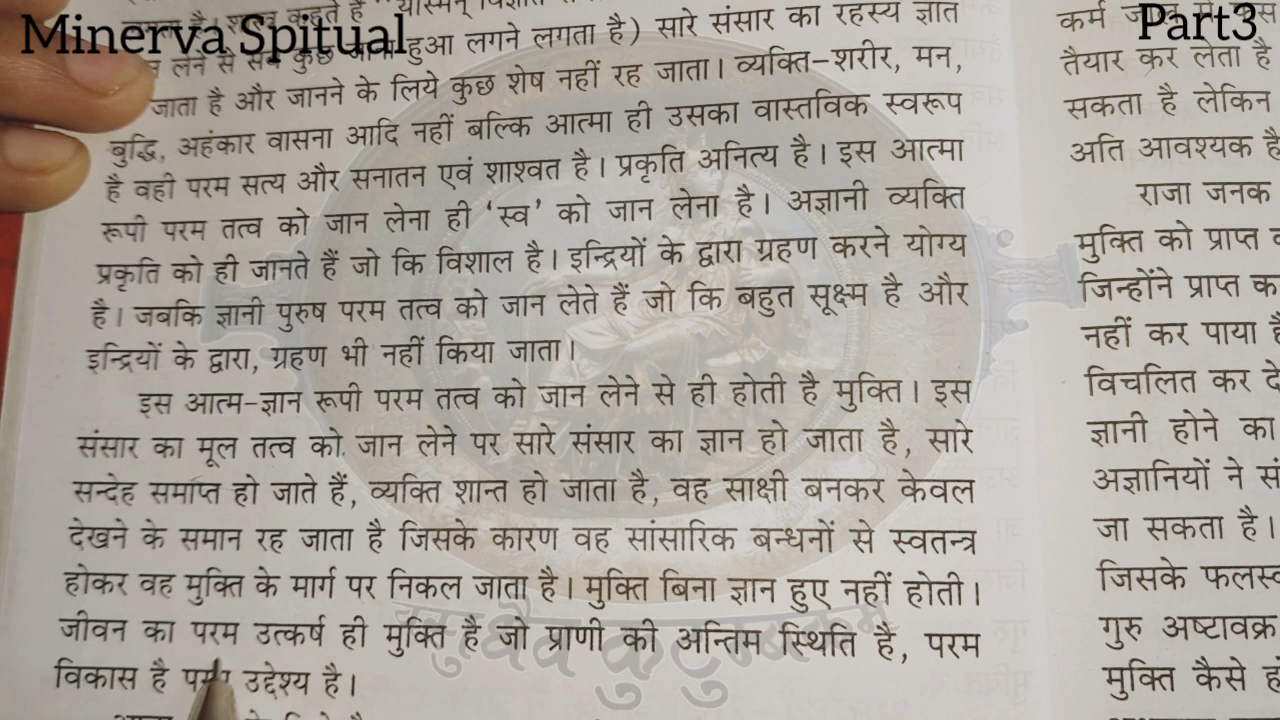 Minerva Spitual
Part3
है। शास्त्र कहते हैं
लेने से सब कुछ जाना हुआ लगने लगता है) सारे संसार का रहस्य ज्ञात
जाता है और जानने के लिये कुछ शेष नहीं रह जाता। व्यक्ति-शरीर, मन,
बुद्धि, अहंकार वासना आदि नहीं बल्कि आत्मा ही उसका वास्तविक स्वरूप
है वही परम सत्य और सनातन एवं शाश्वत है। प्रकृति अनित्य है। इस आत्मा
रूपी परम तत्व को जान लेना ही 'स्व' को जान लेना है। अज्ञानी व्यक्ति
प्रकृति को ही जानते हैं जो कि विशाल है। इन्द्रियों के द्वारा ग्रहण करने योग्य
है। जबकि ज्ञानी पुरुष परम तत्व को जान लेते हैं जो कि बहुत सूक्ष्म है और
इन्द्रियों के द्वारा, ग्रहण भी नहीं किया जाता।
इस आत्म-ज्ञान रूपी परम तत्व को जान लेने से ही होती है मुक्ति। इस
संसार का मूल तत्व को. जान लेने पर सारे संसार का ज्ञान हो जाता है, सारे
सन्देह समाप्त हो जाते हैं, व्यक्ति शान्त हो जाता है, वह साक्षी बनकर केवल
देखने के समान रह जाता है जिसके कारण वह सांसारिक बन्धनों से स्वतन्त्र
होकर वह मुक्ति के मार्ग पर निकल जाता है। मुक्ति बिना ज्ञान हुए नहीं होती।
जीवन का परम उत्कर्ष ही मुक्ति है जो प्राणी की अन्तिम स्थिति है, परम
विकास है परम उद्देश्य है।
कर्म
तैयार कर लेता है
सकता है लेकिन
अति आवश्यक है
राजा जनक
मुक्ति को प्राप्त
जिन्होंने प्राप्त
नहीं कर पाया
विचलित कर
ज्ञानी होने का
अज्ञानियों ने
जा सकता है।
जिसके
गुरु अष्टावक्र
मुक्ति कैसे